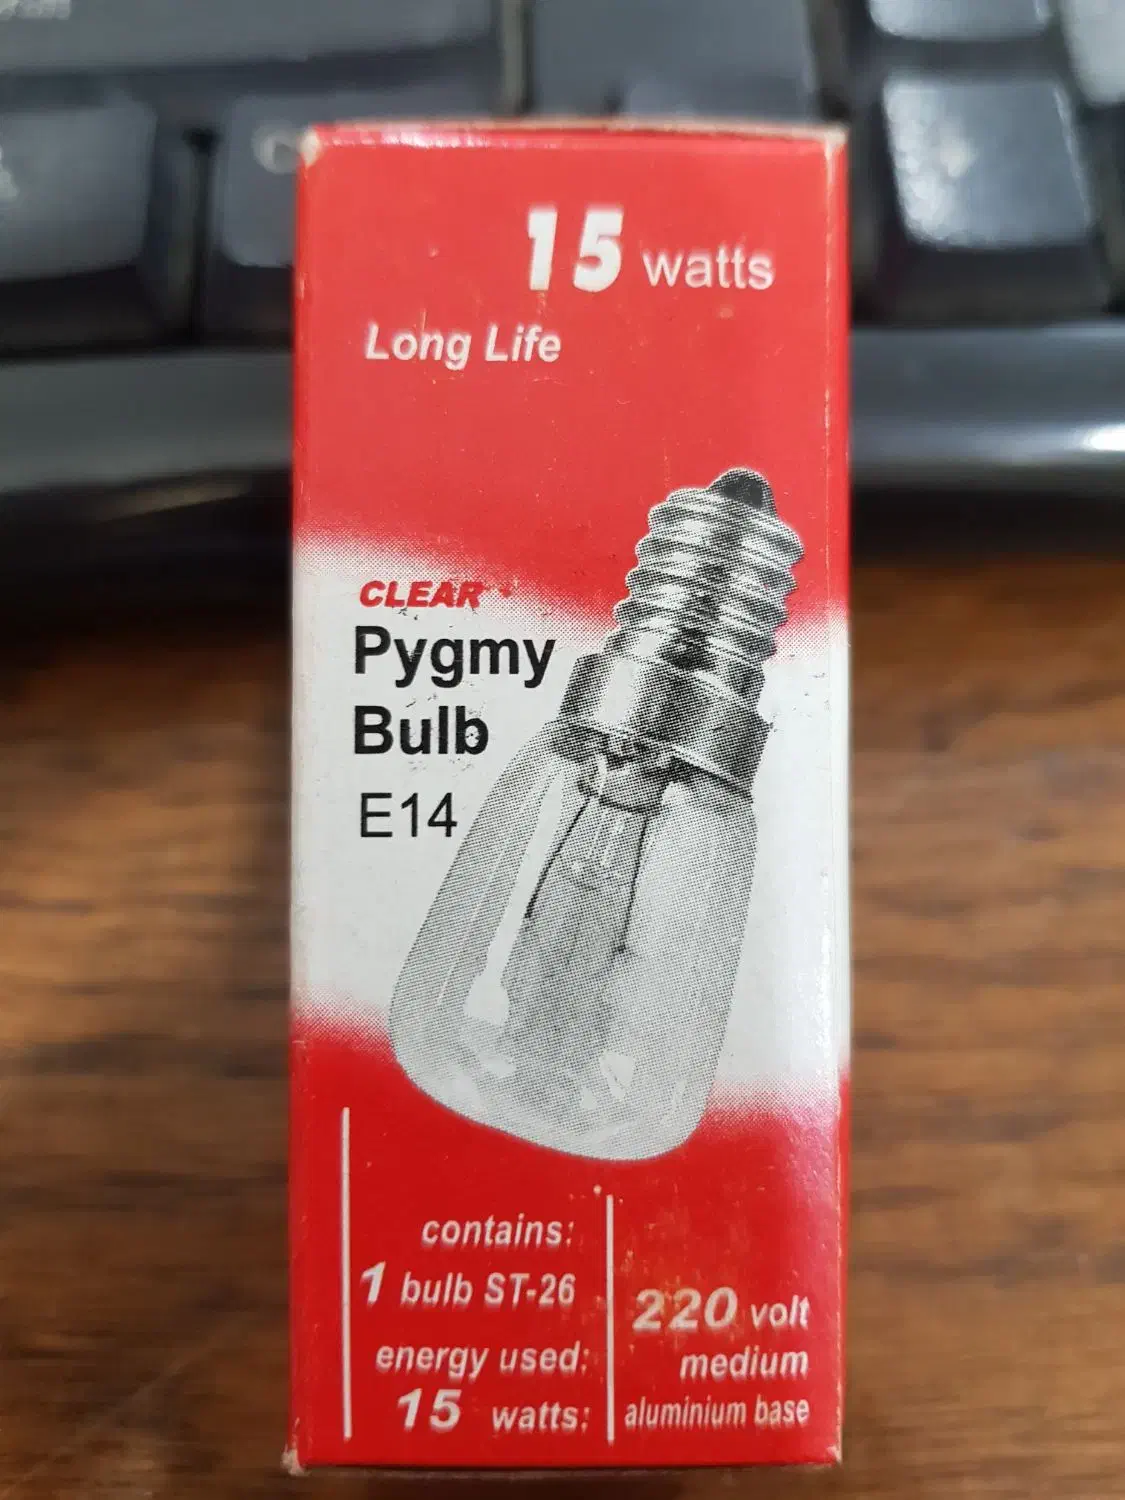 15 watts
Long Life
CLEAR
Pygmy
Bulb
E14
contains:
1 bulb ST-26
energy used:
15 watts:
220 volt
medium
aluminium base